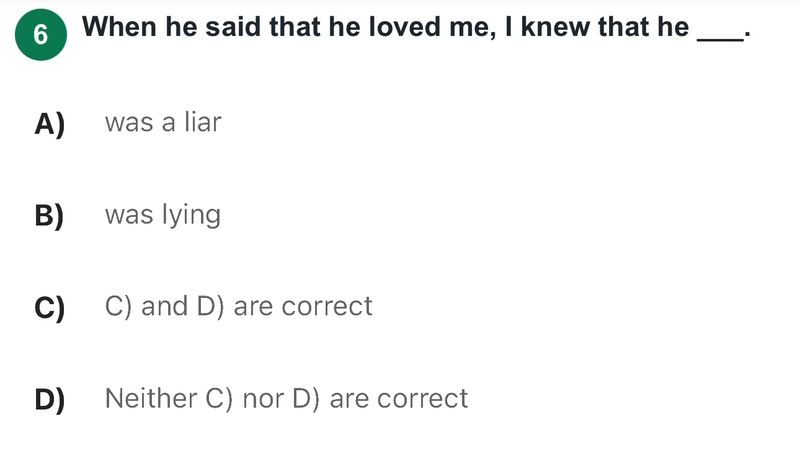 6 When he said that he loved me, I knew that he ___.
A) was a liar
B) was lying
C) C) and D) are correct
D) Neither C) nor D) are correct